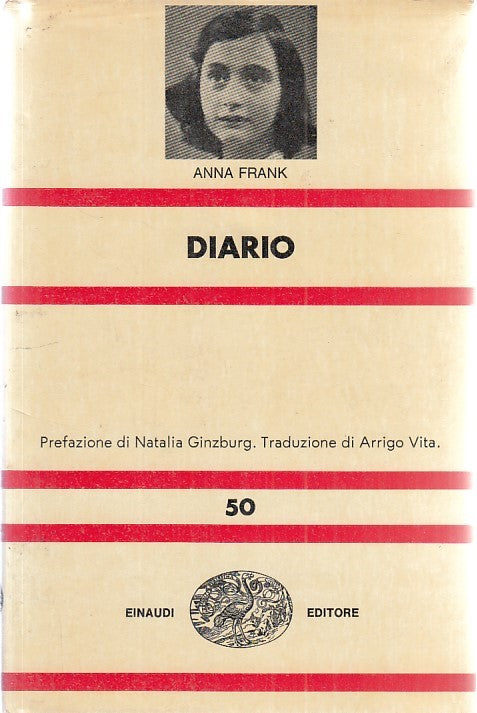 ANNA FRANK
DIARIO
Prefazione di Natalia Ginzburg. Traduzione di Arrigo Vita.
50
EINAUDI EDITORE